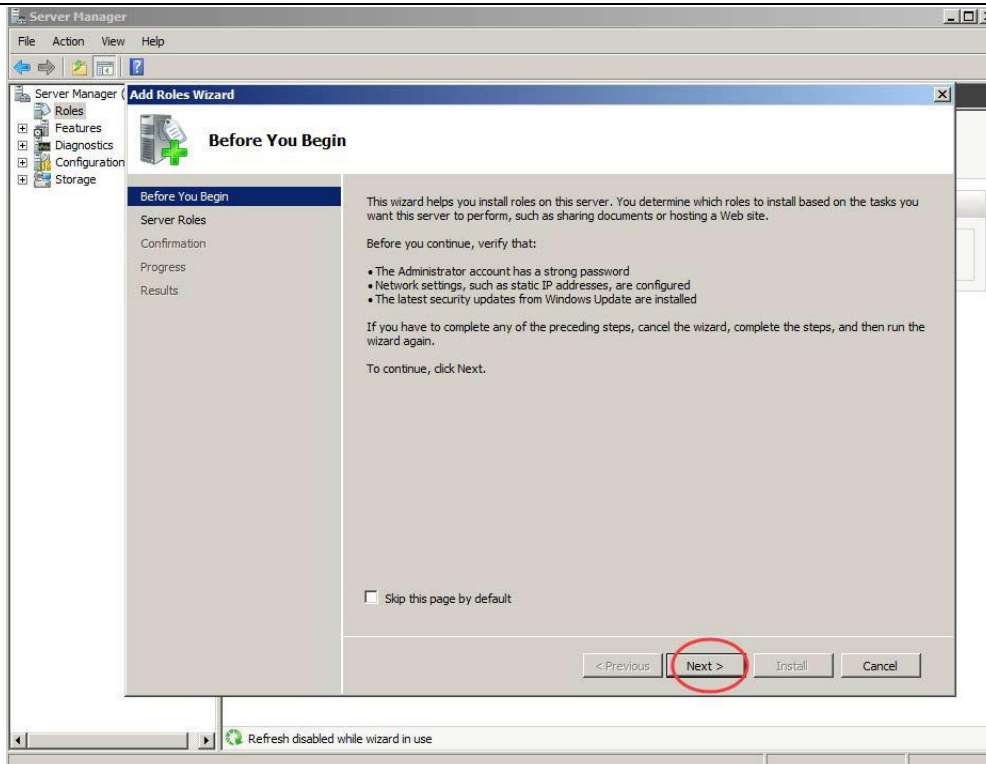 Server Manager
File Action View Help
Server Manager (
Roles
Features
Diagnostics
Configuration
Storage
Add Roles Wizard
Before You Begin
Before You Begin
Server Roles
Confirmation
Progress
Results
This wizard helps you install roles on this server. You determine which roles to install based on the tasks you
want this server to perform, such as sharing documents or hosting a Web site.
Before you continue, verify that:
• The Administrator account has a strong password
• Network settings, such as static IP addresses, are configured
• The latest security updates from Windows Update are installed
If you have to complete any of the preceding steps, cancel the wizard, complete the steps, and then run the
wizard again.
To continue, click Next.
Skip this page by default
< Previous Next > Install Cancel
Refresh disabled while wizard in use